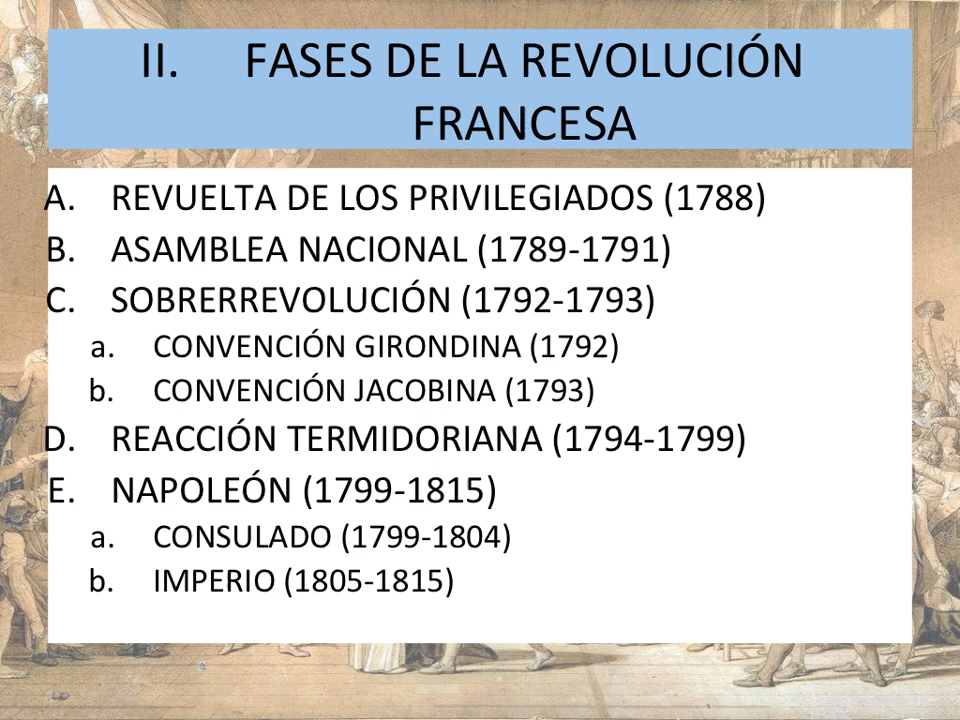 II. FASES DE LA REVOLUCIÓN
FRANCESA
A. REVUELTA DE LOS PRIVILEGIADOS (1788)
B. ASAMBLEA NACIONAL (1789-1791)
C. SOBRERREVOLUCIÓN (1792-1793)
a. CONVENCIÓN GIRONDINA (1792)
b. CONVENCIÓN JACOBINA (1793)
D. REACCIÓN TERMIDORIANA (1794-1799)
E. NAPOLEÓN (1799-1815)
a. CONSULADO (1799-1804)
b. IMPERIO (1805-1815)